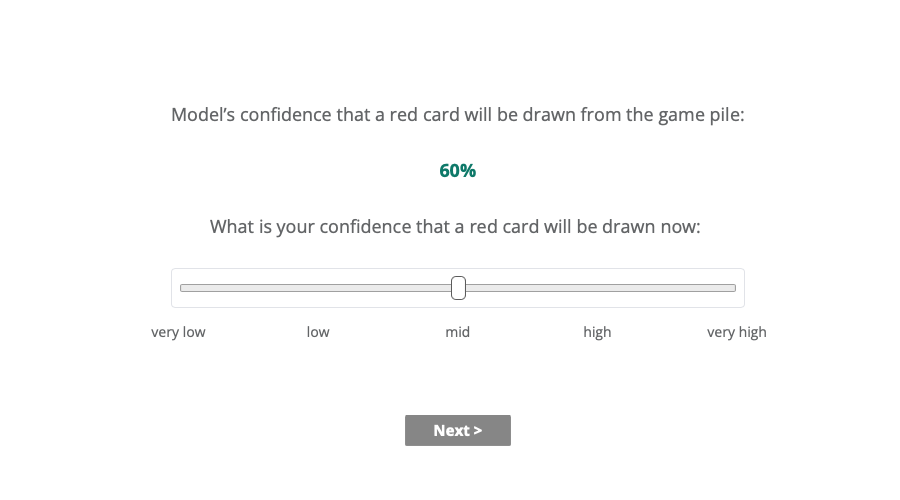 Model’s confidence that a red card will be drawn from the game pile:
60%
What is your confidence that a red card will be drawn now:
very low low mid high very high
Next >